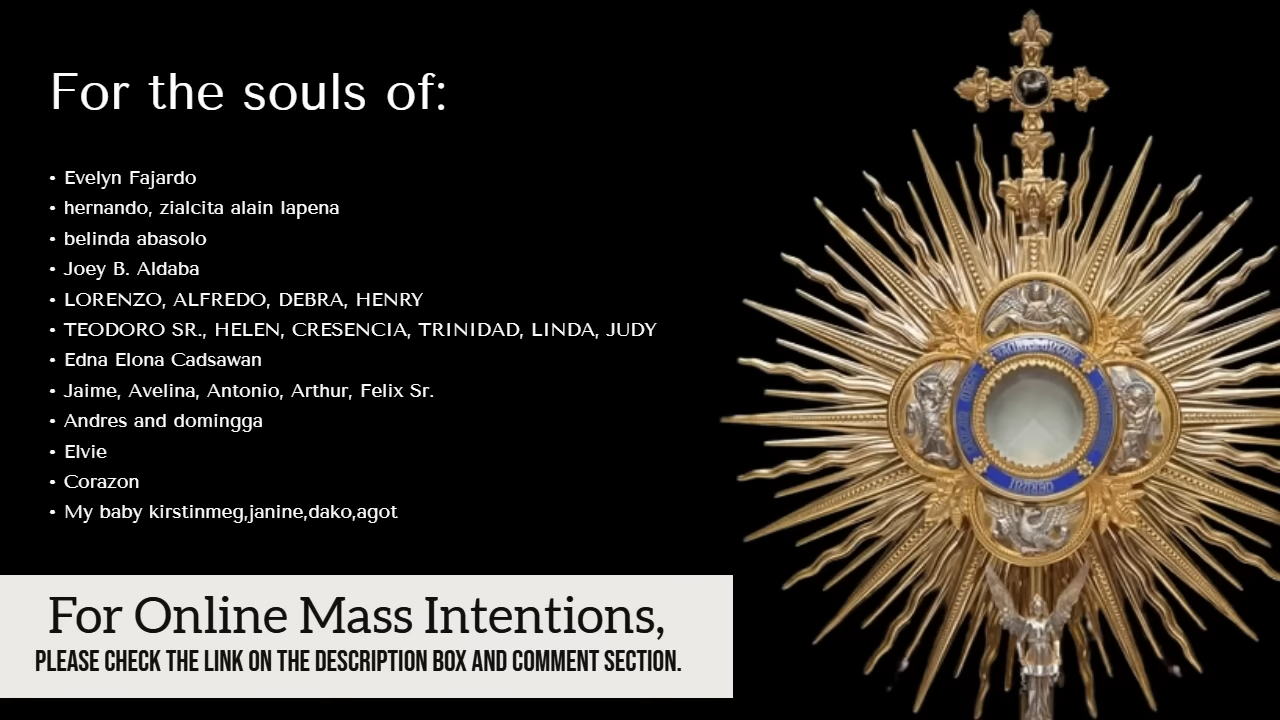 For the souls of:
• Evelyn Fajardo
• hernando, zialcita alain lapena
• belinda abasolo
• Joey B. Aldaba
• LORENZO, ALFREDO, DEBRA, HENRY
• TEODORO SR., HELEN, CRESENCIA, TRINIDAD, LINDA, JUDY
• Edna Elona Cadsawan
• Jaime, Avelina, Antonio, Arthur, Felix Sr.
• Andres and domingga
• Elvie
• Corazon
• My baby kirstinmeg,janine,dako,agot
For Online Mass Intentions,
PLEASE CHECK THE LINK ON THE DESCRIPTION BOX AND COMMENT SECTION.